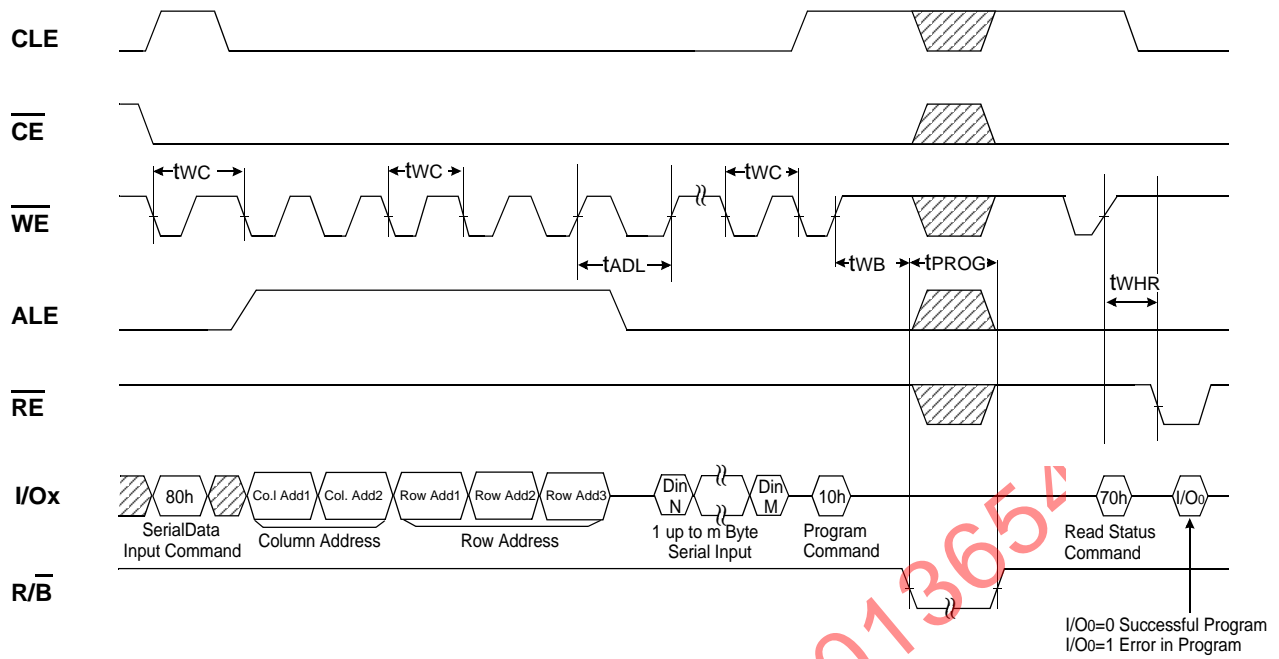 CLE
CE
tWC
tWC
tWC
WE
tADL
tWB
tPROG
tWHR
ALE
RE
I/Ox
80h
Co.l Add1
Col. Add2
Row Add1
Row Add2
Row Add3
Din
N
Din
M
10h
70h
I/O0
SerialData
Input Command
Column Address
Row Address
1 up to m Byte
Serial Input
Program
Command
Read Status
Command
R/B
I/O0=0 Successful Program
I/O0=1 Error in Program